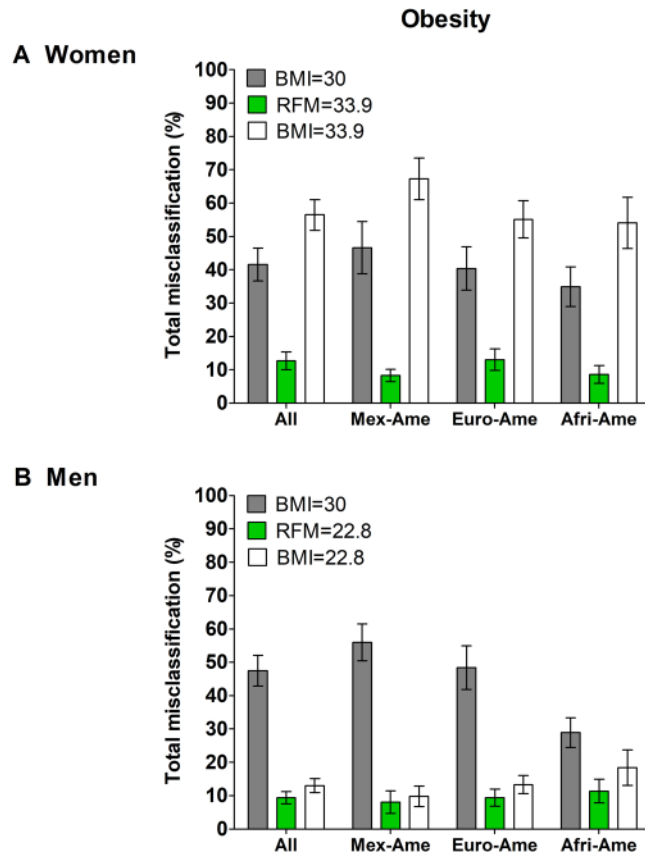 Obesity
A Women
100
90
80
70
60
50
40
30
20
10
0
Total misclassification (%)
BMI=30
RFM=33.9
BMI=33.9
All Mex-Ame Euro-Ame Afri-Ame
B Men
100
90
80
70
60
50
40
30
20
10
0
Total misclassification (%)
BMI=30
RFM=22.8
BMI=22.8
All Mex-Ame Euro-Ame Afri-Ame